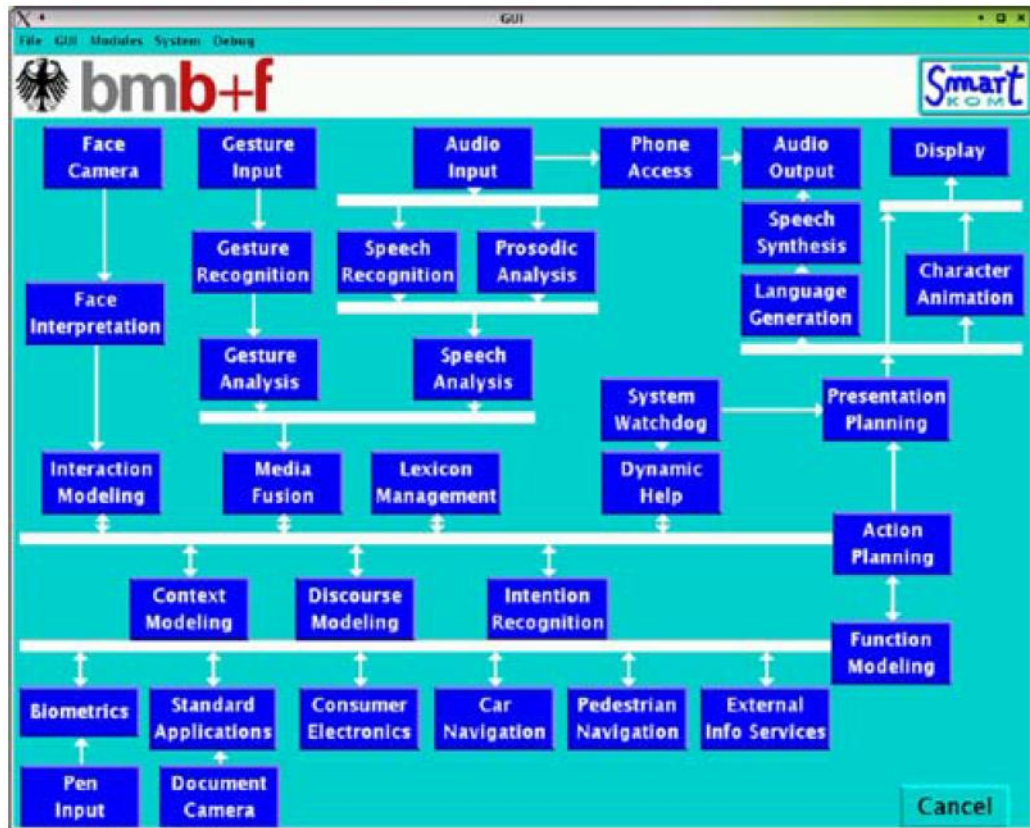 GUI
File GUI Modules System Debug
bmb+f
Smart
KOM
Face
Camera
Gesture
Input
Audio
Input
Phone
Access
Audio
Output
Display
Gesture
Recognition
Speech
Recognition
Prosodic
Analysis
Speech
Synthesis
Character
Animation
Face
Interpretation
Language
Generation
Gesture
Analysis
Speech
Analysis
System
Watchdog
Presentation
Planning
Interaction
Modeling
Media
Fusion
Lexicon
Management
Dynamic
Help
Action
Planning
Context
Modeling
Discourse
Modeling
Intention
Recognition
Function
Modeling
Biometrics
Standard
Applications
Consumer
Electronics
Car
Navigation
Pedestrian
Navigation
External
Info Services
Pen
Input
Document
Camera
Cancel